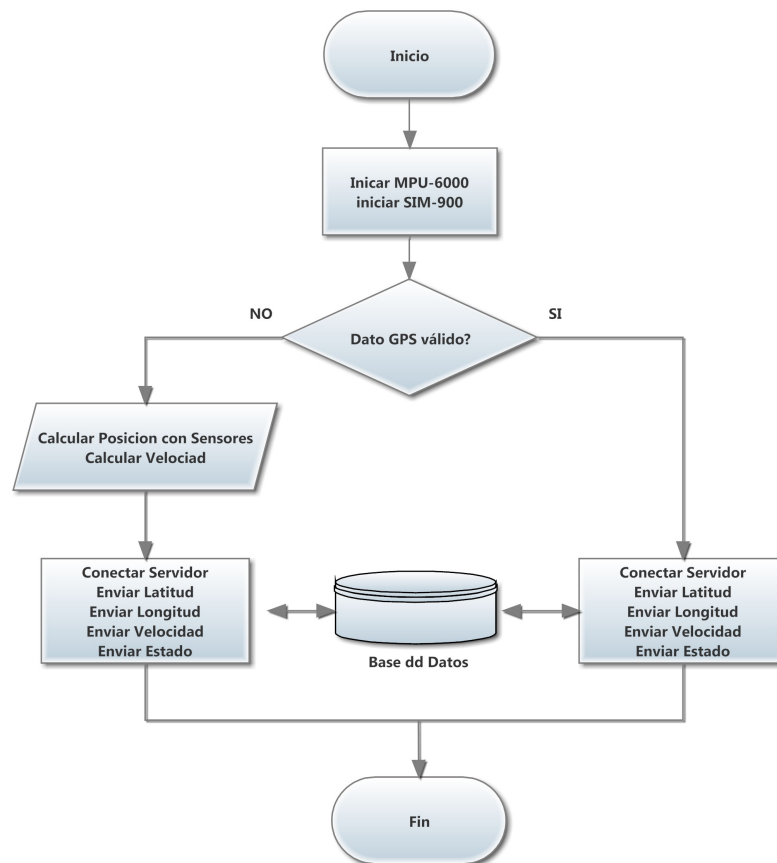 Inicio
Inicar MPU-6000
iniciar SIM-900
NO
SI
Dato GPS válido?
Calcular Posicion con Sensores
Calcular Velociad
Conectar Servidor
Enviar Latitud
Enviar Longitud
Enviar Velocidad
Enviar Estado
Base dd Datos
Conectar Servidor
Enviar Latitud
Enviar Longitud
Enviar Velocidad
Enviar Estado
Fin